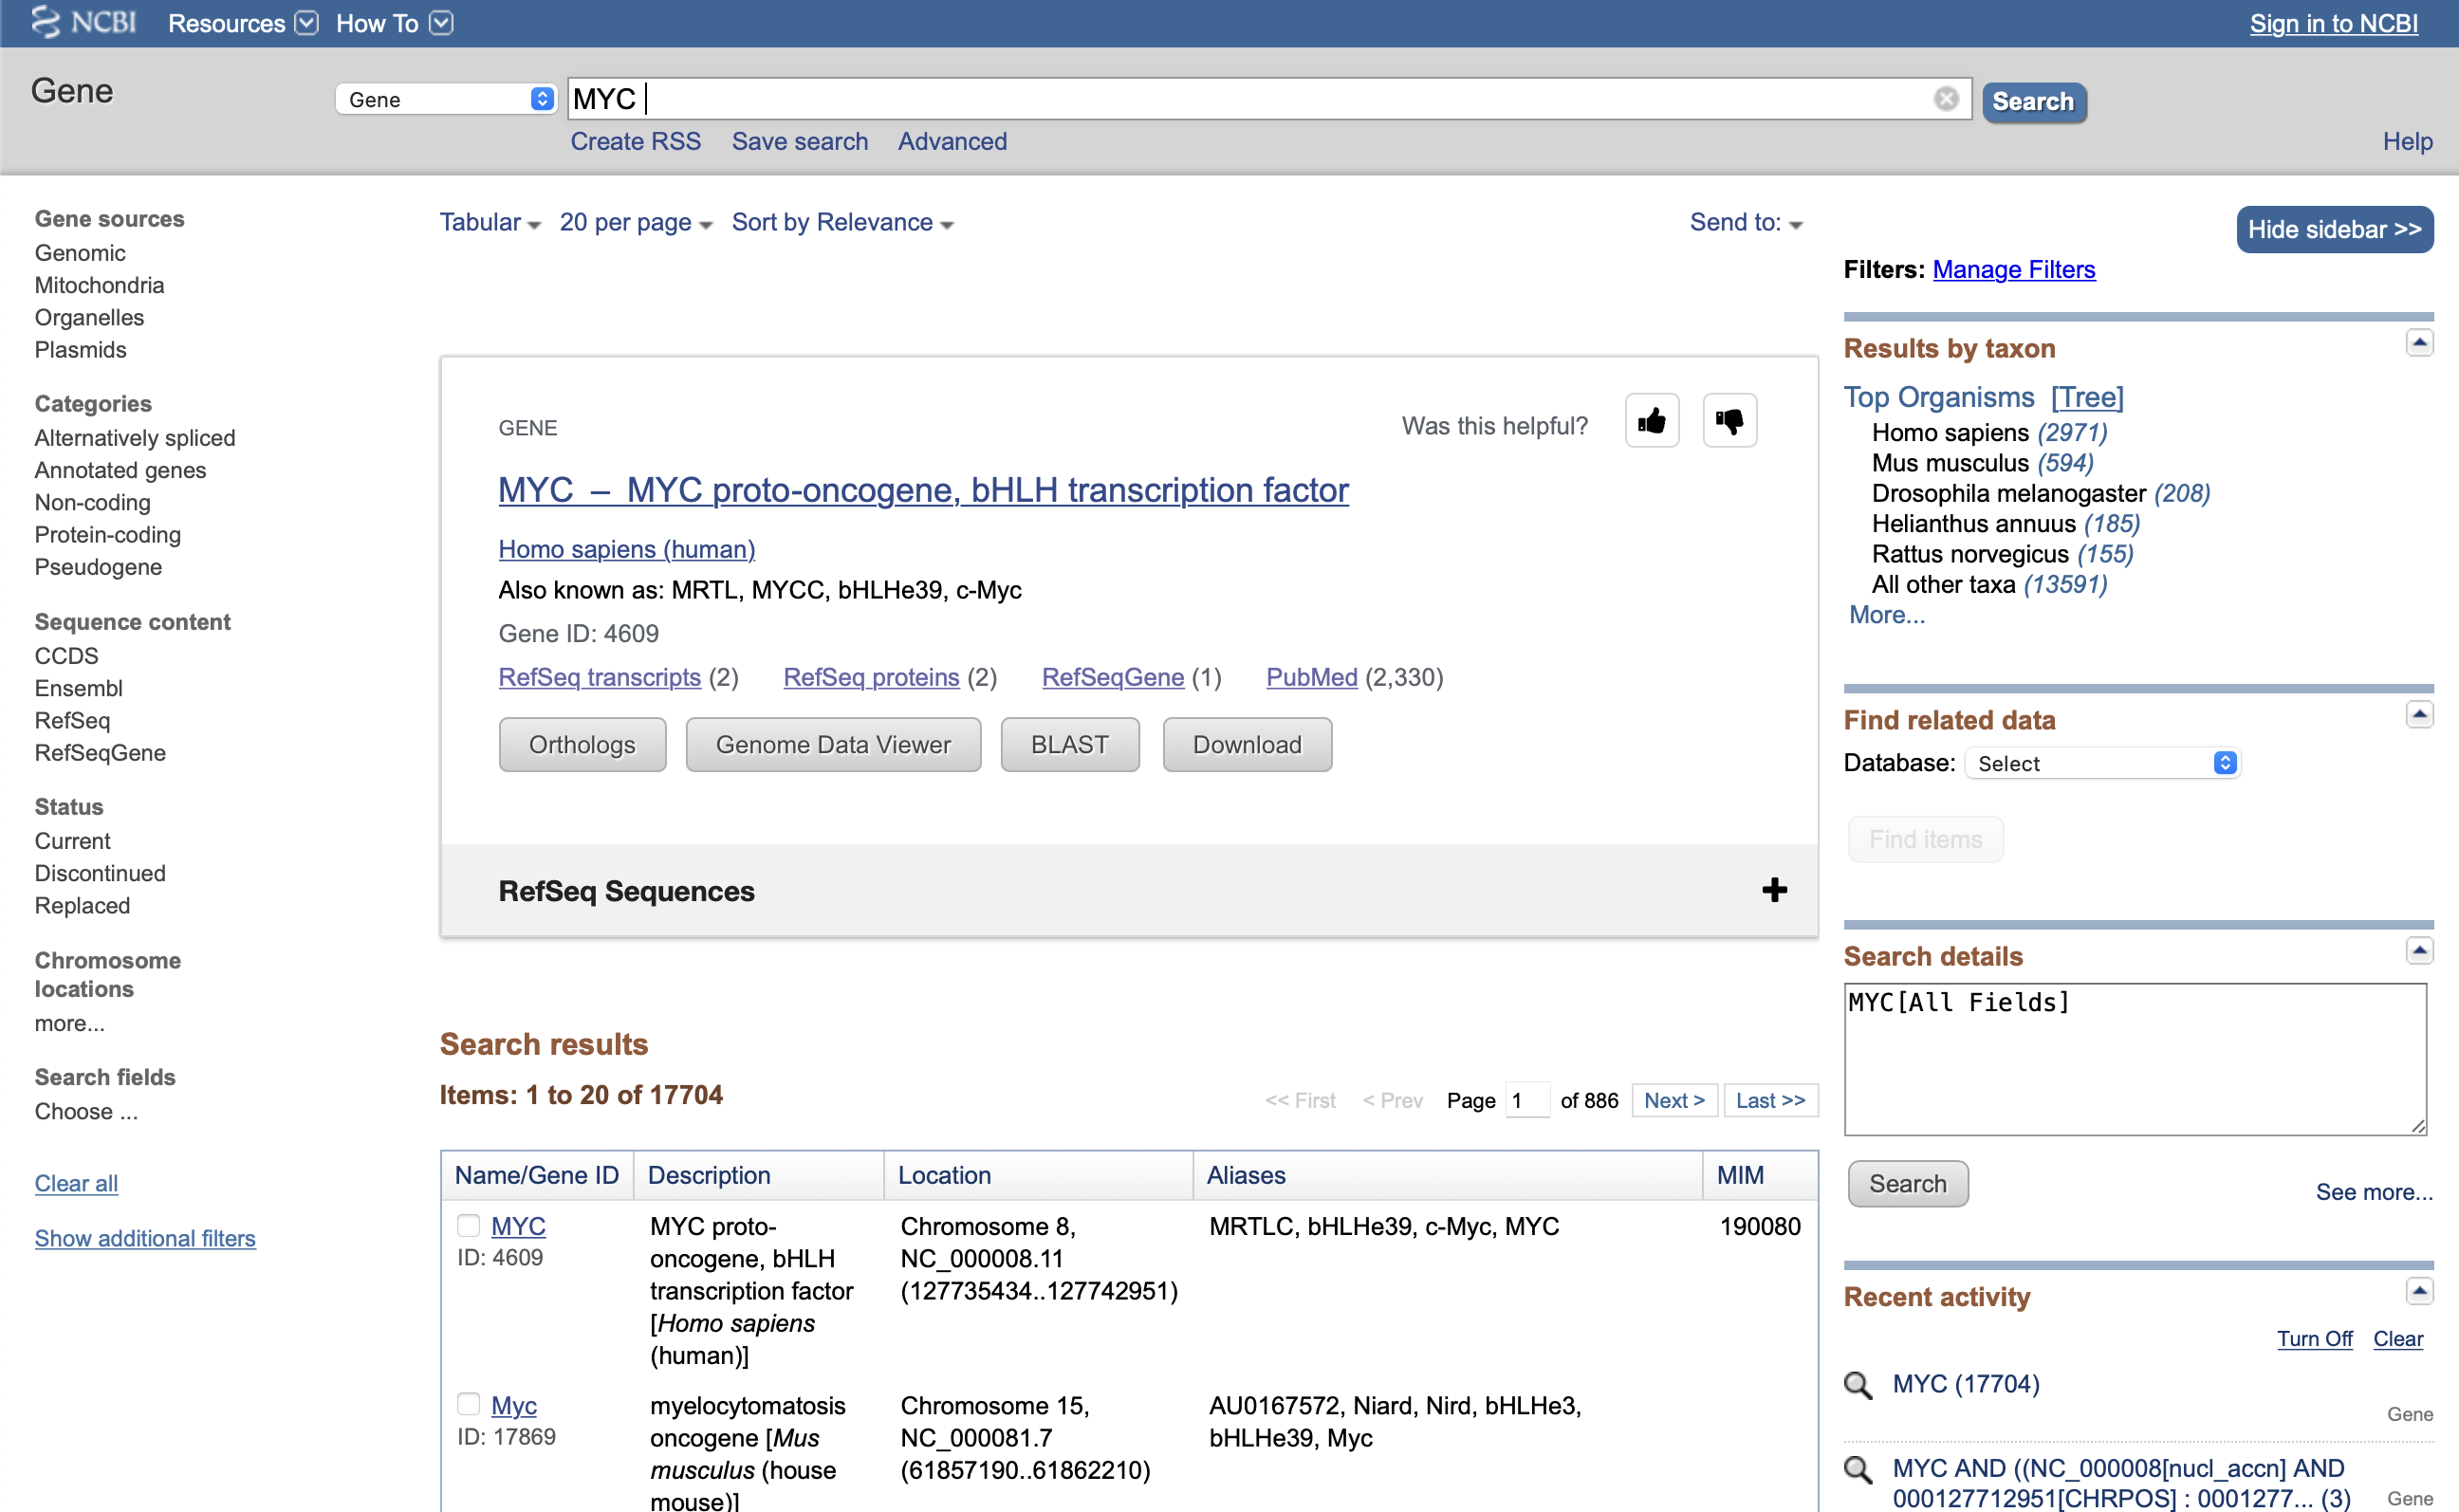 NCBI Resources How To Sign in to NCBI
Gene
Gene MYC Search
Create RSS Save search Advanced Help
Gene sources
Genomic
Mitochondria
Organelles
Plasmids
Categories
Alternatively spliced
Annotated genes
Non-coding
Protein-coding
Pseudogene
Sequence content
CCDS
Ensembl
RefSeq
RefSeqGene
Status
Current
Discontinued
Replaced
Chromosome
locations
more...
Search fields
Choose ...
Clear all
Show additional filters
Tabular 20 per page Sort by Relevance Send to:
GENE Was this helpful?
MYC – MYC proto-oncogene, bHLH transcription factor
Homo sapiens (human)
Also known as: MRTL, MYCC, bHLHe39, c-Myc
Gene ID: 4609
RefSeq transcripts (2) RefSeq proteins (2) RefSeqGene (1) PubMed (2,330)
Orthologs Genome Data Viewer BLAST Download
RefSeq Sequences +
Search results
Items: 1 to 20 of 17704
<< First < Prev Page 1 of 886 Next > Last >>
Name/Gene ID Description Location Aliases MIM
MYC
ID: 4609
MYC proto-
oncogene, bHLH
transcription factor
[Homo sapiens
(human)]
Chromosome 8,
NC_000008.11
(127735434..127742951)
MRTLC, bHLHe39, c-Myc, MYC
190080
Myc
ID: 17869
myelocytomatosis
oncogene [Mus
musculus (house
mouse)]
Chromosome 15,
NC_000081.7
(61857190..61862210)
AU0167572, Niard, Nird, bHLHe3,
bHLHe39, Myc
Hide sidebar >>
Filters: Manage Filters
Results by taxon
Top Organisms [Tree]
Homo sapiens (2971)
Mus musculus (594)
Drosophila melanogaster (208)
Helianthus annuus (185)
Rattus norvegicus (155)
All other taxa (13591)
More...
Find related data
Database: Select
Find items
Search details
MYC[All Fields]
Search
See more...
Recent activity
Turn Off Clear
MYC (17704)
Gene
MYC AND ((NC_000008[nucl_accn] AND
000127712951[CHRPOS] : 0001277... (3)
Gene